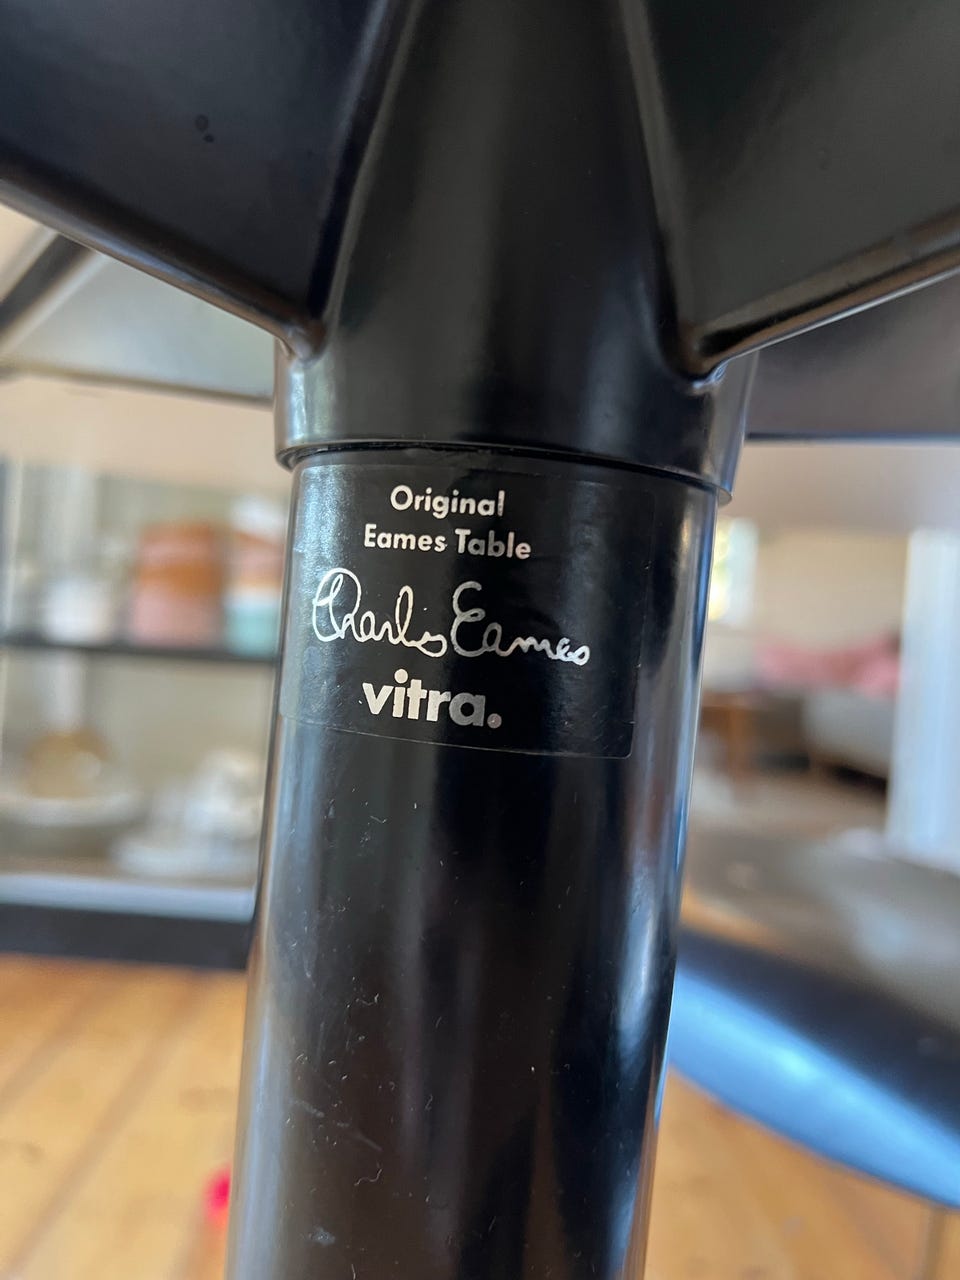 Original
Eames Table
Charles Eames
vitra.